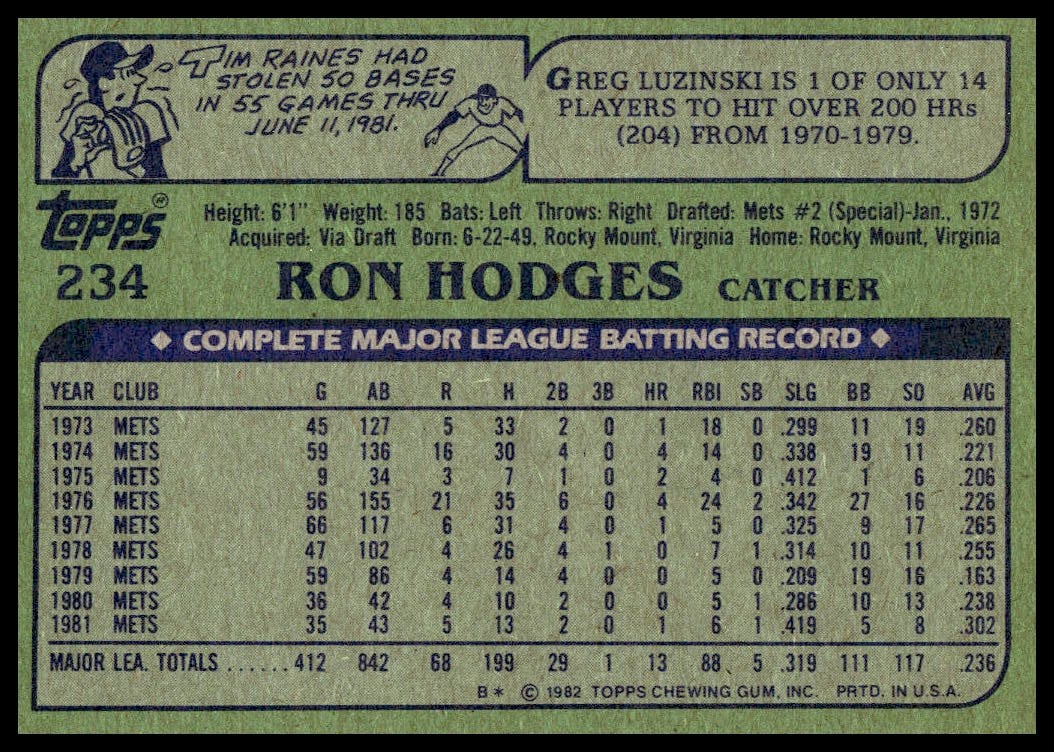 TIM RAINES HAD
STOLEN 50 BASES
IN 55 GAMES THRU
JUNE 11, 1981.
GREG LUZINSKI IS 1 OF ONLY 14
PLAYERS TO HIT OVER 200 HRs
(204) FROM 1970-1979.
TOPPS®
Height: 6'1" Weight: 185 Bats: Left Throws: Right Drafted: Mets #2 (Special)-Jan., 1972
Acquired: Via Draft Born: 6-22-49, Rocky Mount, Virginia Home: Rocky Mount, Virginia
234 RON HODGES CATCHER
◆ COMPLETE MAJOR LEAGUE BATTING RECORD ◆
YEAR CLUB G AB R H 2B 3B HR RBI SB SLG BB SO AVG
1973 METS 45 127 5 33 2 0 1 18 0 .299 11 19 .260
1974 METS 59 136 16 30 4 0 4 14 0 .338 19 11 .221
1975 METS 9 34 3 7 1 0 2 4 0 .412 1 6 .206
1976 METS 56 155 21 35 6 0 4 24 2 .342 27 16 .226
1977 METS 66 117 6 31 4 0 1 5 0 .325 9 17 .265
1978 METS 47 102 4 26 4 1 0 7 1 .314 10 11 .255
1979 METS 59 86 4 14 4 0 0 5 0 .209 19 16 .163
1980 METS 36 42 4 10 2 0 0 5 1 .286 10 13 .238
1981 METS 35 43 5 13 2 0 1 6 1 .419 5 8 .302
MAJOR LEA. TOTALS ......412 842 68 199 29 1 13 88 5 .319 111 117 .236
B* © 1982 TOPPS CHEWING GUM, INC. PRTD. IN U.S.A.